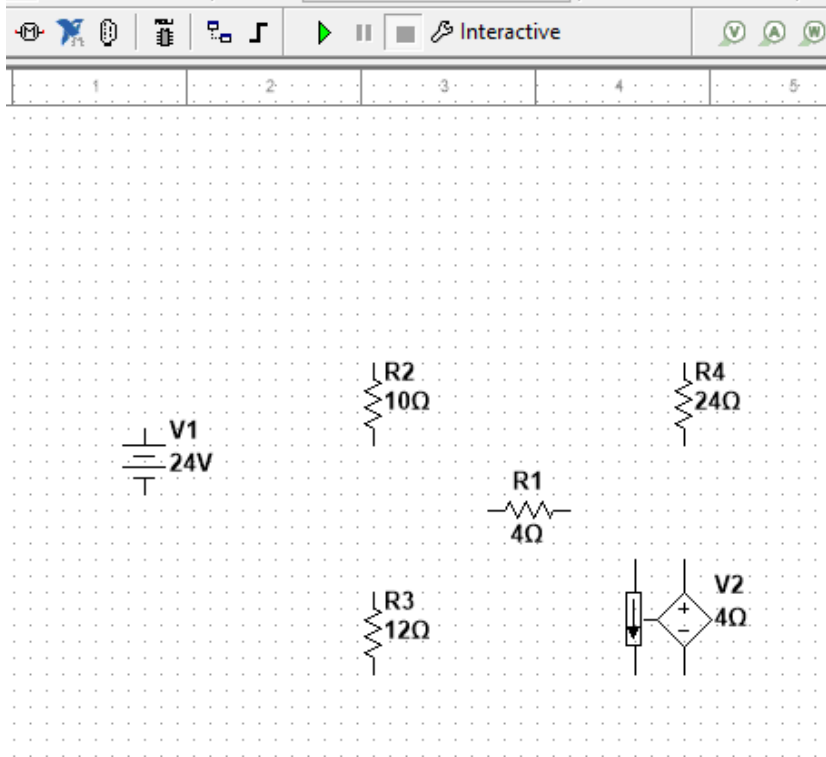 Interactive
V
A
W
1
2
3
4
5
R2
10Ω
R4
24Ω
V1
24V
R1
4Ω
R3
12Ω
V2
4Ω